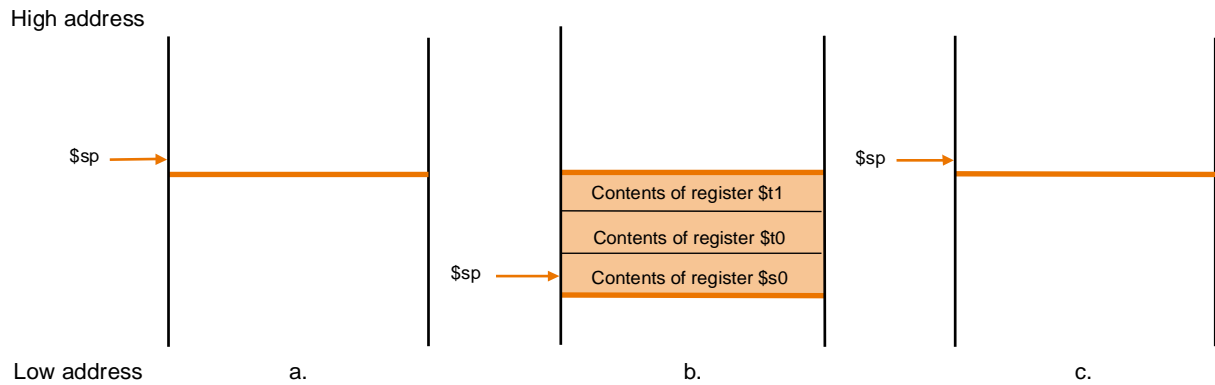 High address
$sp
$sp
Contents of register $t1
Contents of register $t0
$sp
Contents of register $s0
Low address
a.
b.
c.